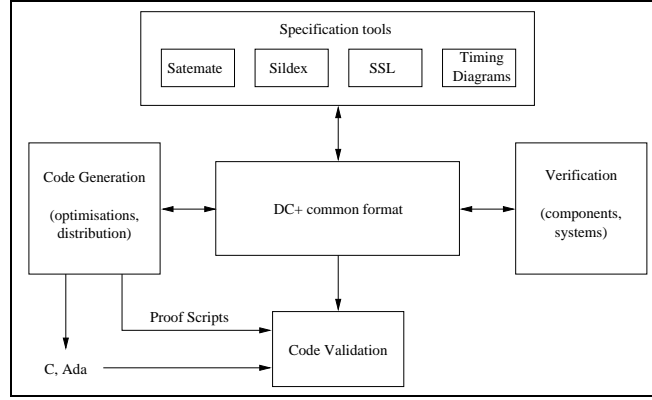 Specification tools
Satemate
Sildex
SSL
Timing
Diagrams
Code Generation
(optimisations,
distribution)
DC+ common format
Verification
(components,
systems)
Proof Scripts
Code Validation
C, Ada